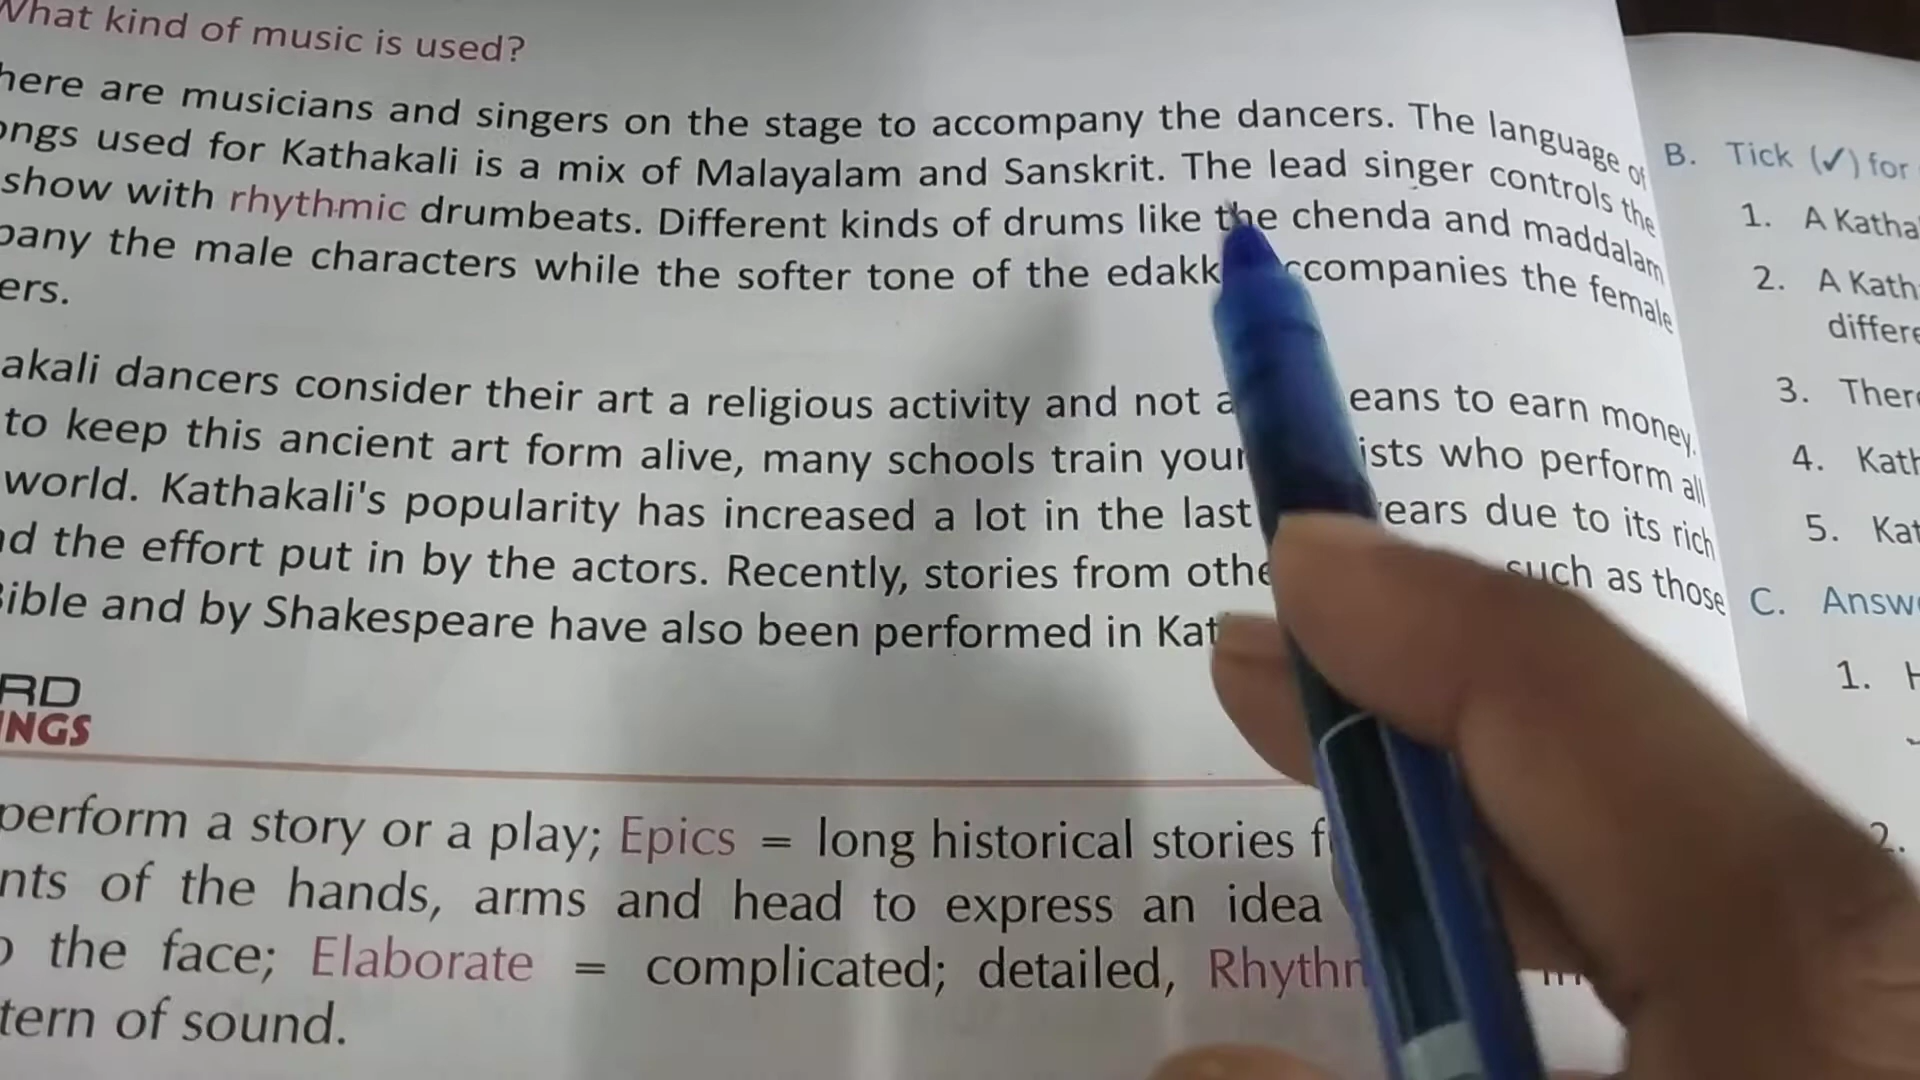 What kind of music is used?
here are musicians and singers on the stage to accompany the dancers. The language of
ongs used for Kathakali is a mix of Malayalam and Sanskrit. The lead singer controls the
show with rhythmic drumbeats. Different kinds of drums like the chenda and maddalam
pany the male characters while the softer tone of the edakk ccompanies the female
ers.
akali dancers consider their art a religious activity and not a eans to earn money.
to keep this ancient art form alive, many schools train your ists who perform all
world. Kathakali's popularity has increased a lot in the last ears due to its rich
nd the effort put in by the actors. Recently, stories from othe such as those
Bible and by Shakespeare have also been performed in Kat
RD
INGS
perform a story or a play; Epics = long historical stories f
nts of the hands, arms and head to express an idea
o the face; Elaborate = complicated; detailed, Rhythm
tern of sound.
B. Tick (✓) for
1. A Katha
2. A Kath
differe
3. There
4. Kath
5. Kat
C. Answe
1. H
2.